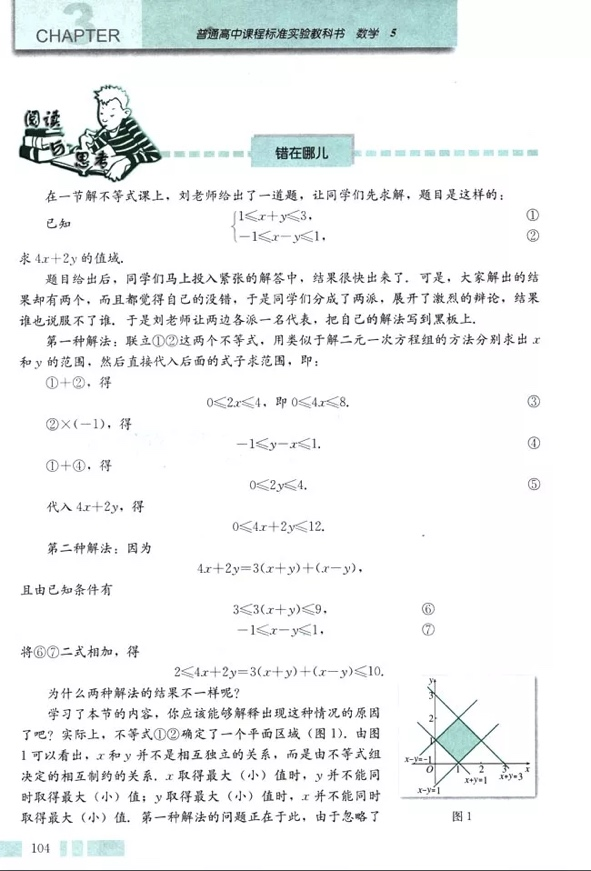 3
CHAPTER
普通高中课程标准实验教科书 数学 5
阅读
与
思考
错在哪儿
在一节解不等式课上，刘老师给出了一道题，让同学们先求解，题目是这样的：
已知 {1≤x+y≤3， ①
-1≤x-y≤1， ②
求 4x+2y 的值域.
题目给出后，同学们马上投入紧张的解答中，结果很快出来了．可是，大家解出的结
果却有两个，而且都觉得自己的没错，于是同学们分成了两派，展开了激烈的辩论，结果
谁也说服不了谁．于是刘老师让两边各派一名代表，把自己的解法写到黑板上．
第一种解法：联立①②这两个不等式，用类似于解二元一次方程组的方法分别求出 x
和 y 的范围，然后直接代入后面的式子求范围，即：
①+②，得
0≤2x≤4，即 0≤4x≤8. ③
②×(-1)，得
-1≤y-x≤1. ④
①+④，得
0≤2y≤4. ⑤
代入 4x+2y，得
0≤4x+2y≤12.
第二种解法：因为
4x+2y=3(x+y)+(x-y)，
且由已知条件有
3≤3(x+y)≤9， ⑥
-1≤x-y≤1， ⑦
将⑥⑦二式相加，得
2≤4x+2y=3(x+y)+(x-y)≤10.
为什么两种解法的结果不一样呢？
学习了本节的内容，你应该能够解释出现这种情况的原因
了吧？实际上，不等式①②确定了一个平面区域（图 1）．由图
1 可以看出，x 和 y 并不是相互独立的关系，而是由不等式组
决定的相互制约的关系．x 取得最大（小）值时，y 并不能同
时取得最大（小）值；y 取得最大（小）值时，x 并不能同时
取得最大（小）值．第一种解法的问题正在于此，由于忽略了
y
3
2
1
x-y=-1
O 1 2 3 x
x+y=1 x+y=3
x-y=1
图 1
104